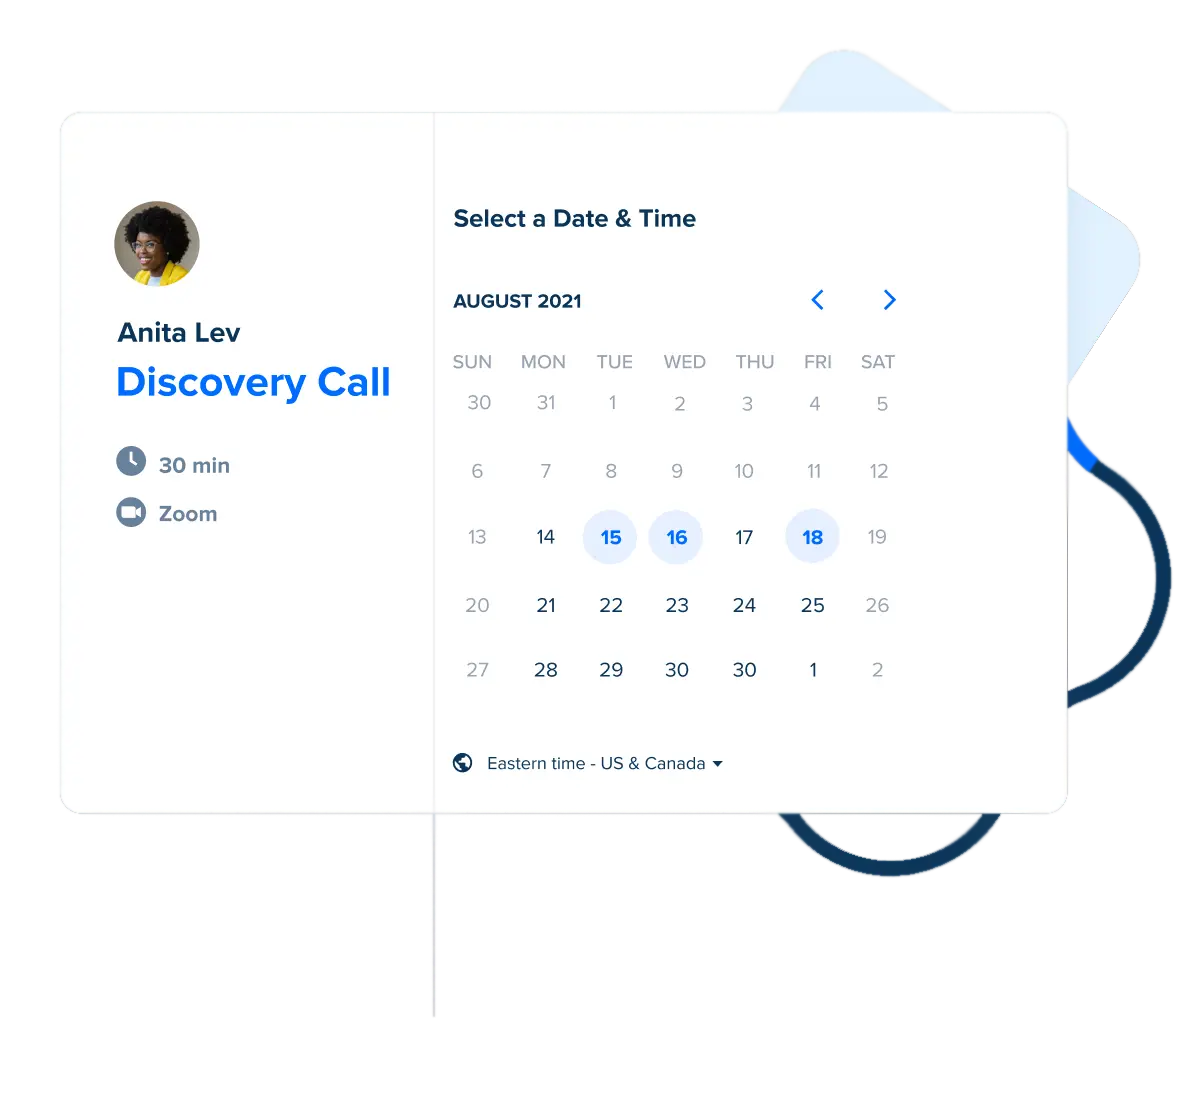 Anita Lev
Discovery Call
30 min
Zoom
Select a Date & Time
AUGUST 2021
SUN MON TUE WED THU FRI SAT
30 31 1 2 3 4 5
6 7 8 9 10 11 12
13 14 15 16 17 18 19
20 21 22 23 24 25 26
27 28 29 30 30 1 2
Eastern time - US & Canada